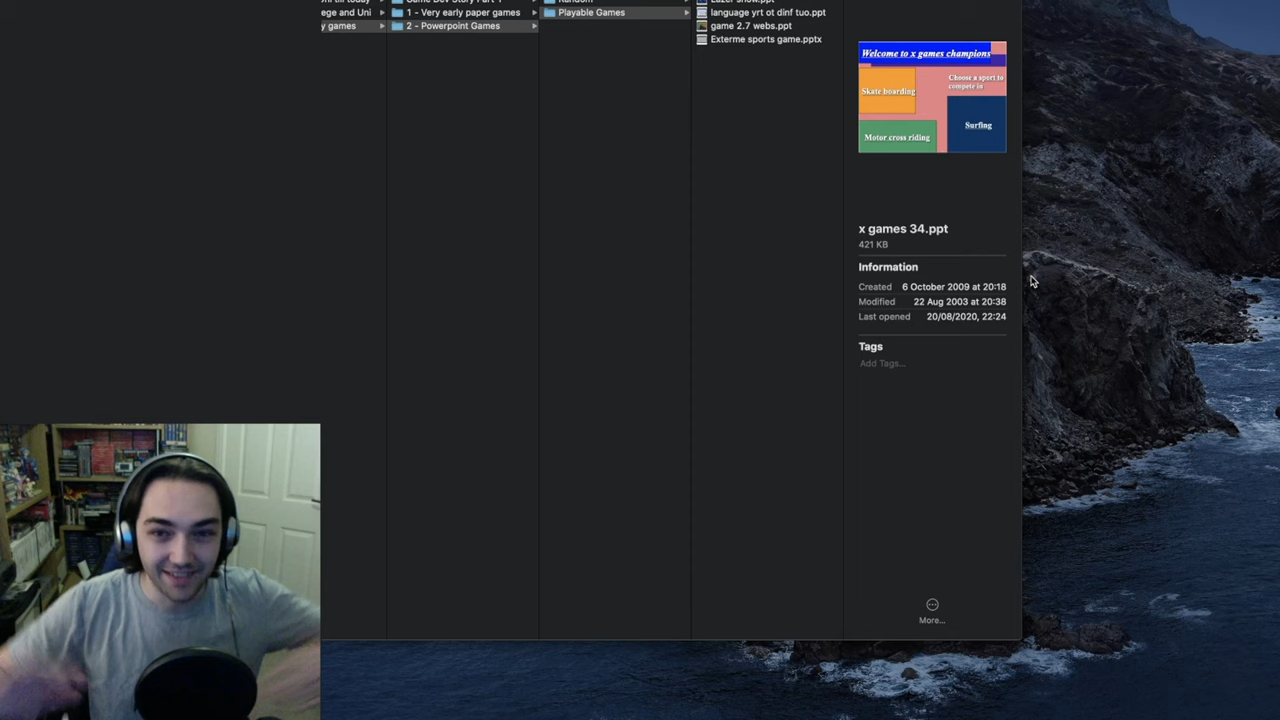 ege and Uni
y games
1 - Very early paper games
2 - Powerpoint Games
Playable Games
language yrt ot dinf tuo.ppt
game 2.7 webs.ppt
Exterme sports game.pptx
Welcome to x games champions
Skate boarding
Choose a sport to
compete in
Surfing
Motor cross riding
x games 34.ppt
421 KB
Information
Created 6 October 2009 at 20:18
Modified 22 Aug 2003 at 20:38
Last opened 20/08/2020, 22:24
Tags
Add Tags...
More...